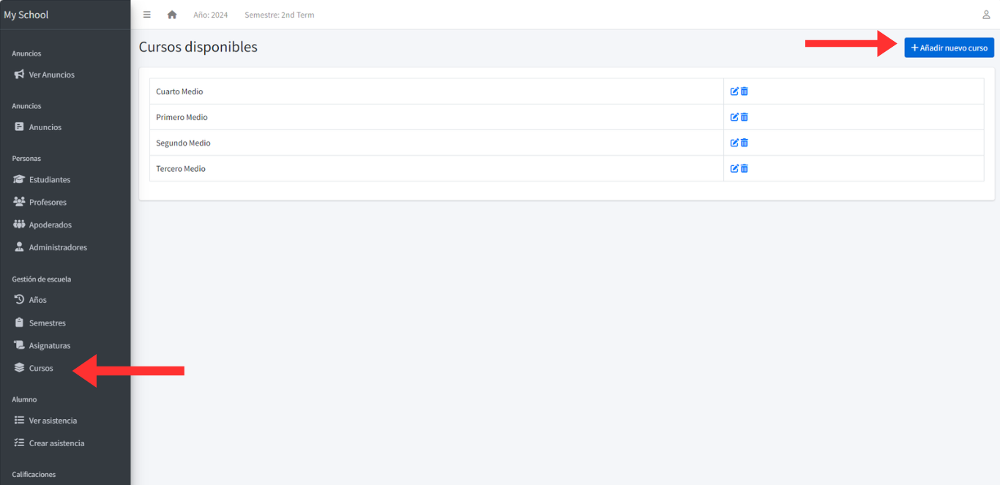 My School
Año: 2024
Semestre: 2nd Term
Anuncios
Ver Anuncios
Anuncios
Anuncios
Personas
Estudiantes
Profesores
Apoderados
Administradores
Gestión de escuela
Años
Semestres
Asignaturas
Cursos
Alumno
Ver asistencia
Crear asistencia
Calificaciones
Cursos disponibles
+ Añadir nuevo curso
Cuarto Medio
Primero Medio
Segundo Medio
Tercero Medio